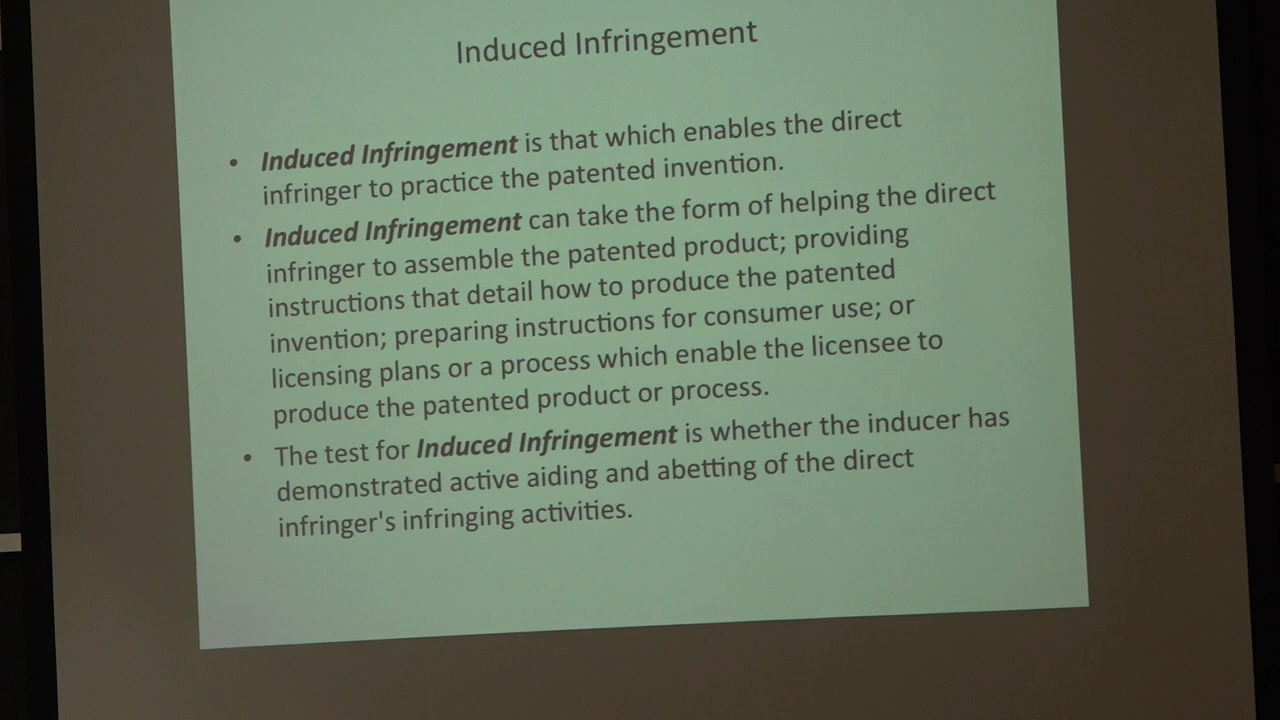 Induced Infringement
• Induced Infringement is that which enables the direct
infringer to practice the patented invention.
• Induced Infringement can take the form of helping the direct
infringer to assemble the patented product; providing
instructions that detail how to produce the patented
invention; preparing instructions for consumer use; or
licensing plans or a process which enable the licensee to
produce the patented product or process.
• The test for Induced Infringement is whether the inducer has
demonstrated active aiding and abetting of the direct
infringer's infringing activities.